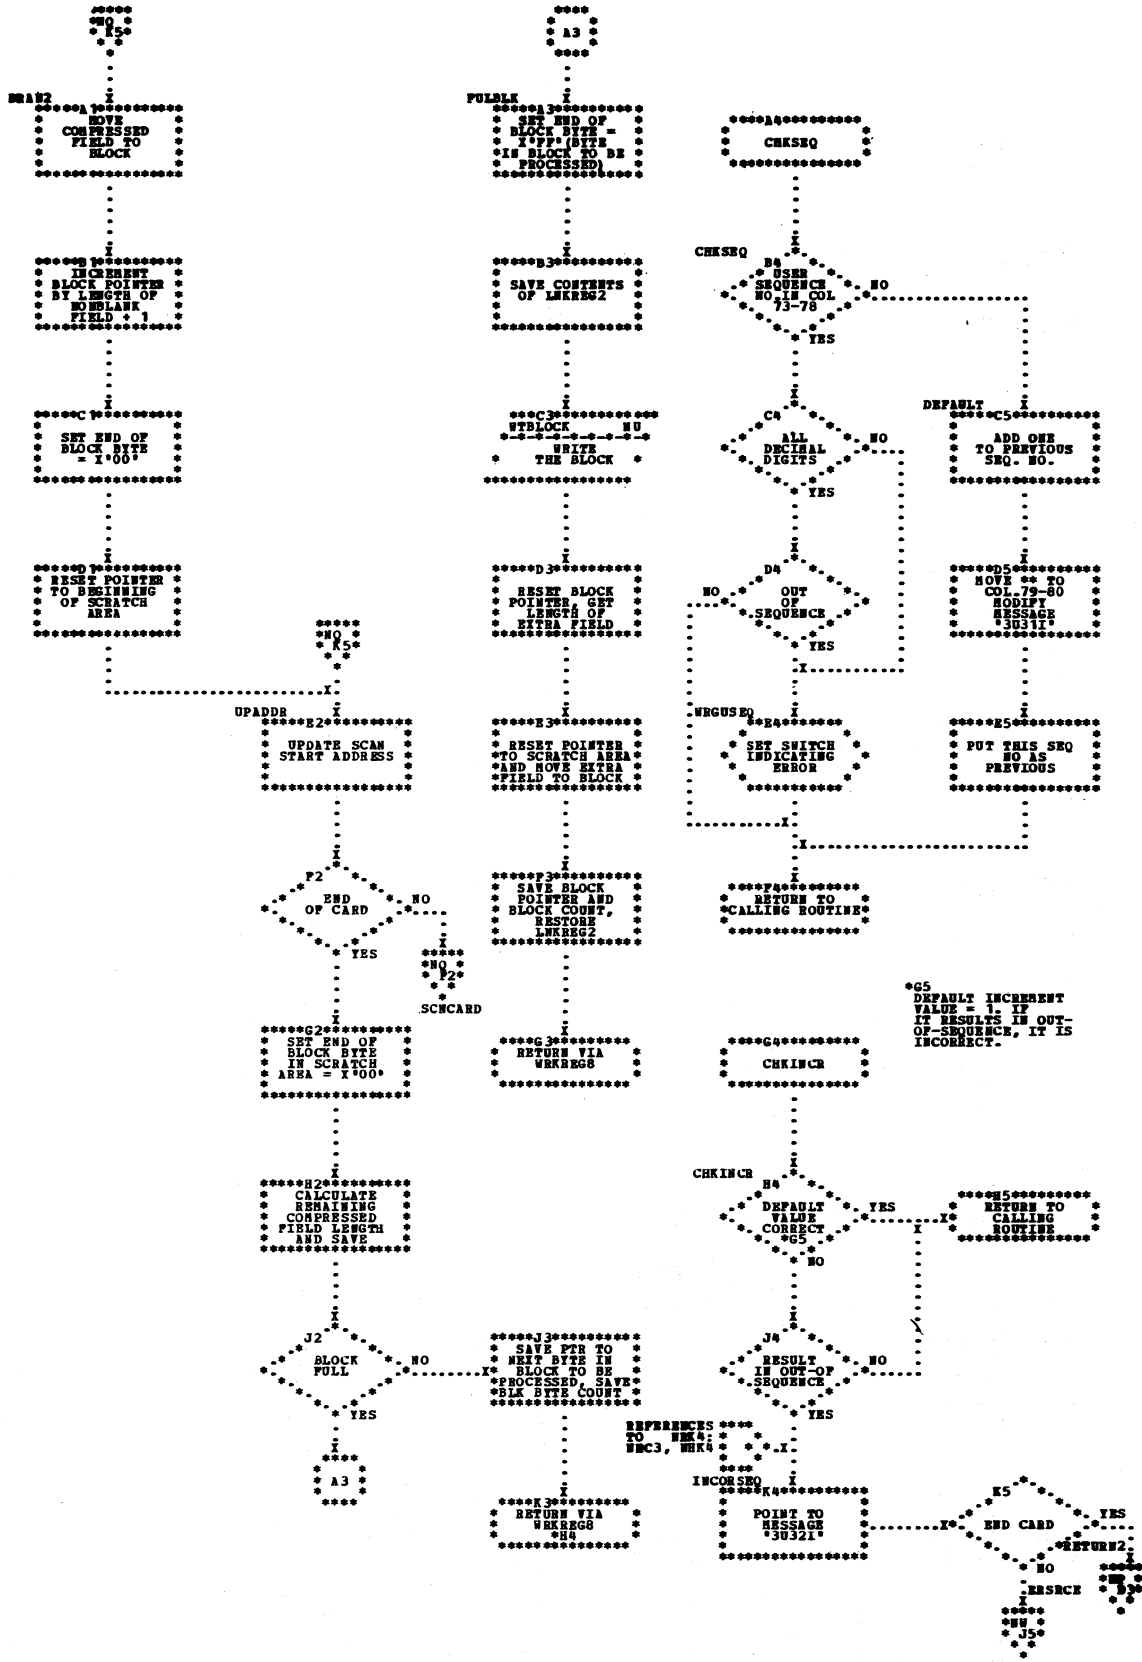 NQ
K5
BRAN2
A1
MOVE
COMPRESSED
FIELD TO
BLOCK
B1
INCREMENT
BLOCK POINTER
BY LENGTH OF
NONBLANK
FIELD + 1
C1
SET END OF
BLOCK BYTE
= X'00'
D1
RESET POINTER
TO BEGINNING
OF SCRATCH
AREA
NQ
K5
UPADDR
E2
UPDATE SCAN
START ADDRESS
F2
END
OF CARD
NO
YES
NQ
F2
SCNCARD
G2
SET END OF
BLOCK BYTE
IN SCRATCH
AREA = X'00'
H2
CALCULATE
REMAINING
COMPRESSED
FIELD LENGTH
AND SAVE
J2
BLOCK
FULL
NO
YES
A3
A3
FULBLK
A3
SET END OF
BLOCK BYTE =
X'FF' (BYTE
IN BLOCK TO BE
PROCESSED)
B3
SAVE CONTENTS
OF LNKREG2
C3
WTBLOCK NU
WRITE
THE BLOCK
D3
RESET BLOCK
POINTER, GET
LENGTH OF
EXTRA FIELD
E3
RESET POINTER
TO SCRATCH AREA
AND MOVE EXTRA
FIELD TO BLOCK
F3
SAVE BLOCK
POINTER AND
BLOCK COUNT,
RESTORE
LNKREG2
G3
RETURN VIA
WRKREG8
J3
SAVE PTR TO
NEXT BYTE IN
BLOCK TO BE
PROCESSED, SAVE
BLK BYTE COUNT
K3
RETURN VIA
WRKREG8
*H4
A4
CHKSEQ
CHKSEQ
B4
USER
SEQUENCE
NO.IN COL
73-78
NO
YES
C4
ALL
DECIMAL
DIGITS
NO
YES
D4
OUT
OF
SEQUENCE
NO
YES
WRGUSEQ
E4
SET SWITCH
INDICATING
ERROR
F4
RETURN TO
CALLING ROUTINE
DEFAULT
C5
ADD ONE
TO PREVIOUS
SEQ. NO.
D5
MOVE ** TO
COL.79-80
MODIFY
MESSAGE
'3U31I'
E5
PUT THIS SEQ
NO AS
PREVIOUS
*G5
DEFAULT INCREMENT
VALUE = 1. IF
IT RESULTS IN OUT-
OF-SEQUENCE, IT IS
INCORRECT.
G4
CHKINCR
CHKINCR
H4
DEFAULT
VALUE
CORRECT
*G5
YES
NO
H5
RETURN TO
CALLING
ROUTINE
J4
RESULT
IN OUT-OF
SEQUENCE
NO
YES
REFERENCES
TO
INCORSEQ
K4
POINT TO
MESSAGE
'3U32I'
K5
END CARD
YES
RETURN2
NO
ERSRCE
NW
J5